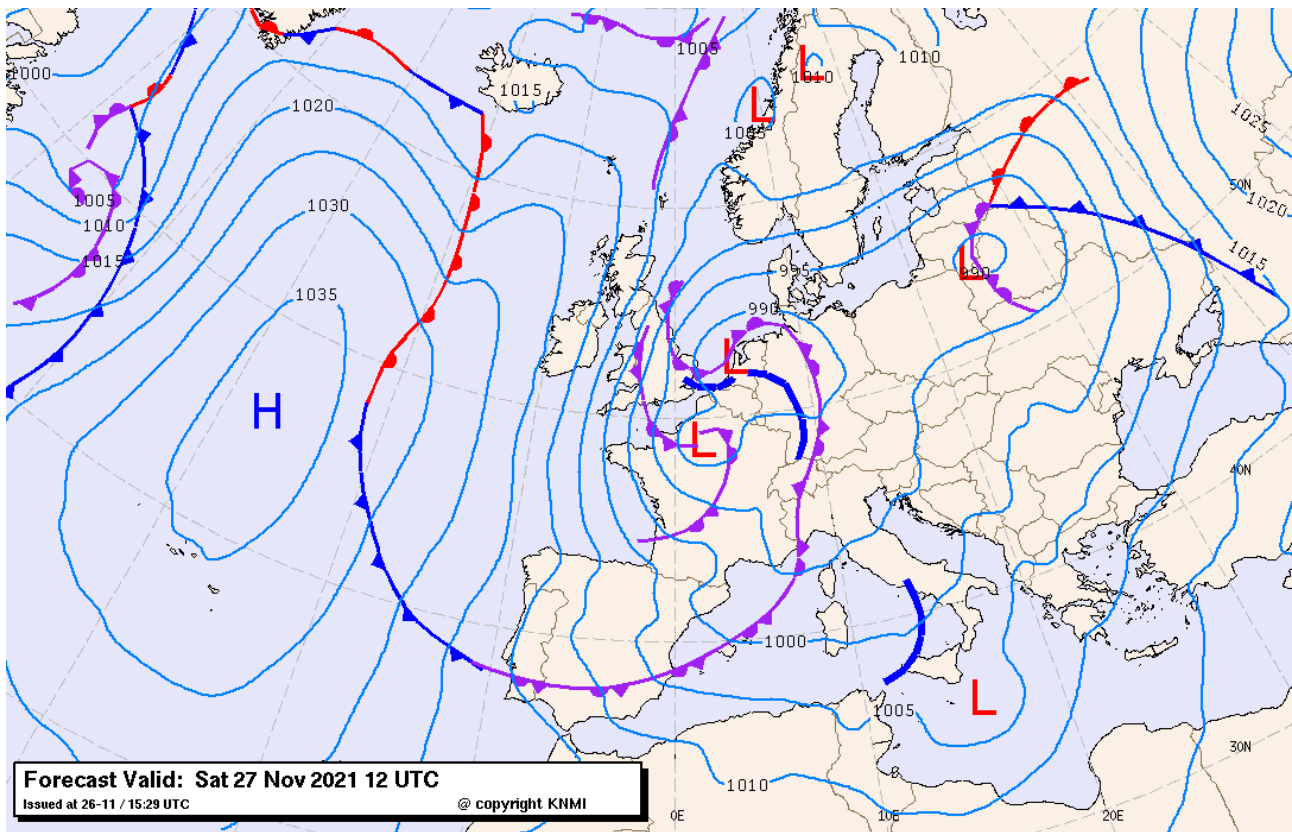 1005
L
1010
1010
1000
1015
1020
L
1005
1025
50N
1005
1020
1030
1010
1015
1015
995
L
990
1035
990
L
H
L
40N
1000
L
1005
30N
1010
0E
10E
20E
Forecast Valid: Sat 27 Nov 2021 12 UTC
Issued at 26-11 / 15:29 UTC @ copyright KNMI